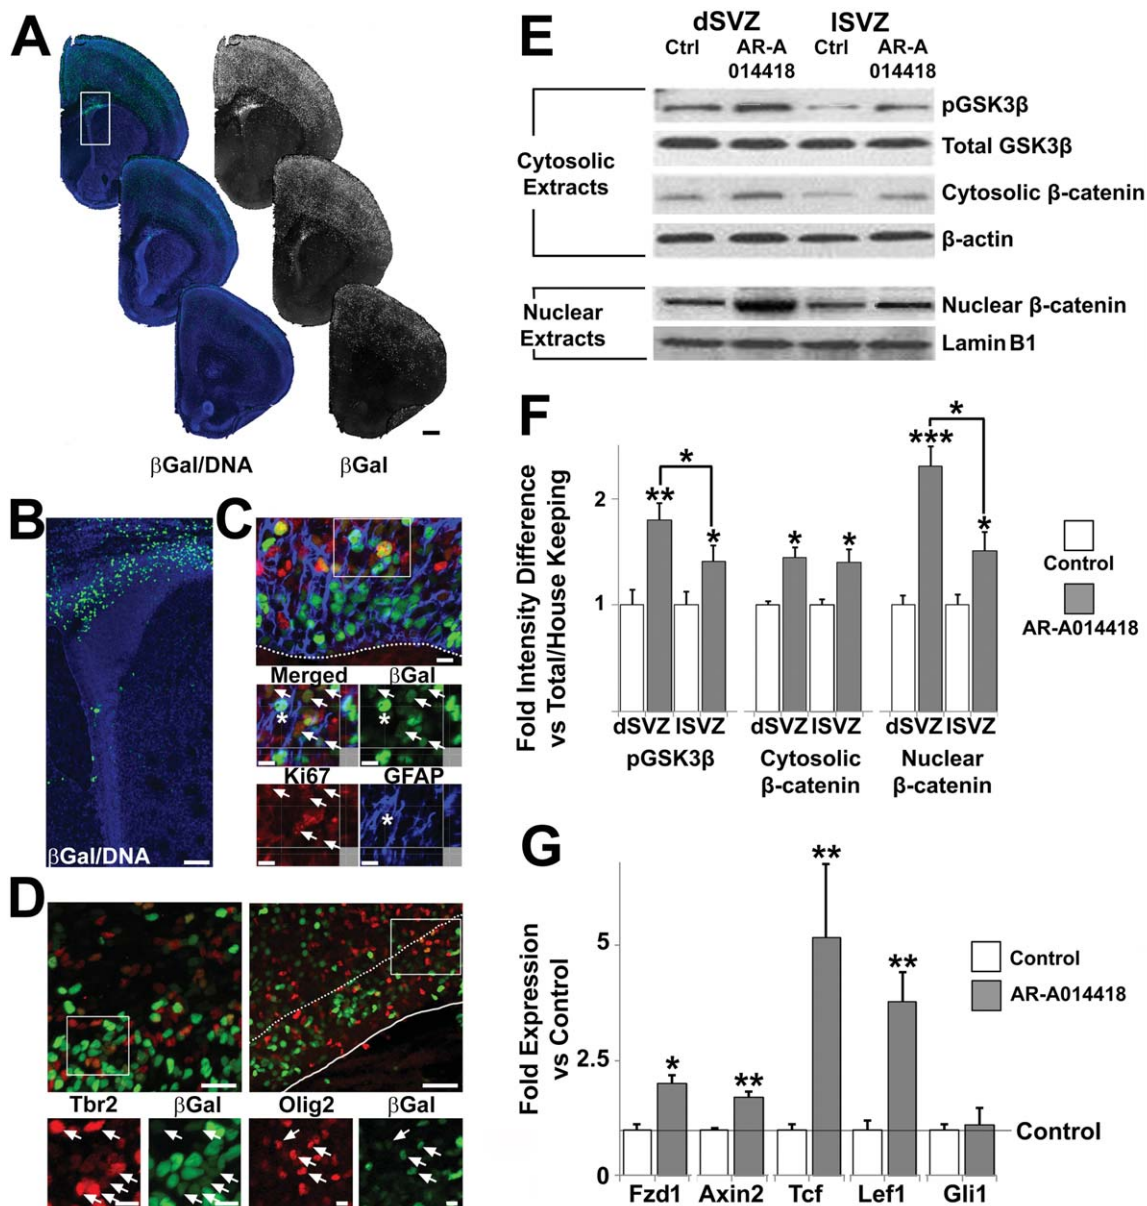 A
βGal/DNA
βGal
B
βGal/DNA
C
Merged
βGal
*
*
Ki67
GFAP
*
D
Tbr2
βGal
Olig2
βGal
E
dSVZ
lSVZ
Ctrl
AR-A
014418
Ctrl
AR-A
014418
Cytosolic
Extracts
pGSK3β
Total GSK3β
Cytosolic β-catenin
β-actin
Nuclear
Extracts
Nuclear β-catenin
Lamin B1
F
Fold Intensity Difference
vs Total/House Keeping
2
1
**
*
*
*
*
***
*
*
dSVZ
lSVZ
dSVZ
lSVZ
dSVZ
lSVZ
pGSK3β
Cytosolic
β-catenin
Nuclear
β-catenin
Control
AR-A014418
G
Fold Expression
vs Control
5
2.5
0
*
**
**
**
Control
AR-A014418
Control
Fzd1
Axin2
Tcf
Lef1
Gli1